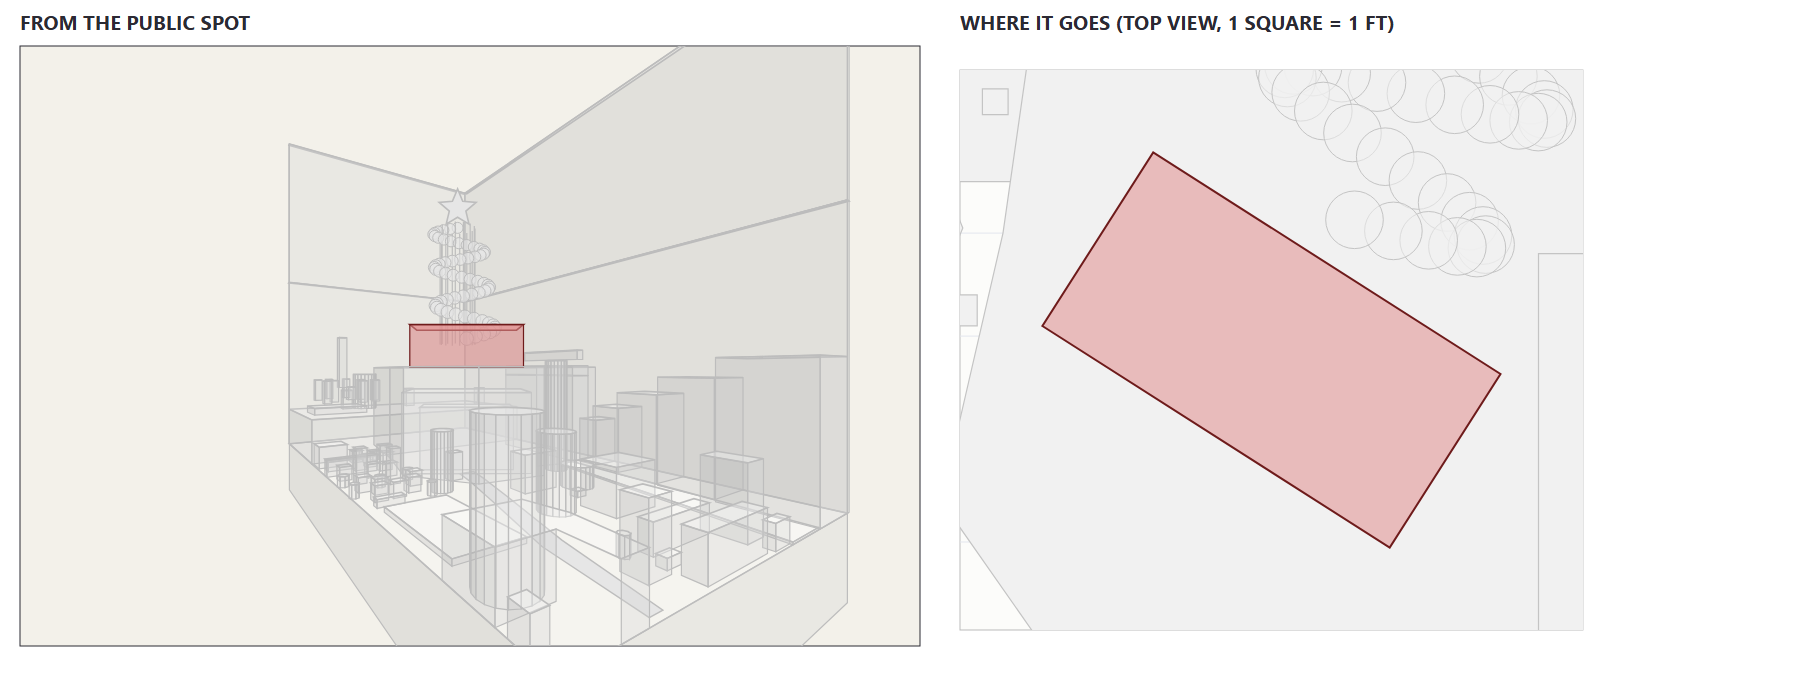 FROM THE PUBLIC SPOT
WHERE IT GOES (TOP VIEW, 1 SQUARE = 1 FT)